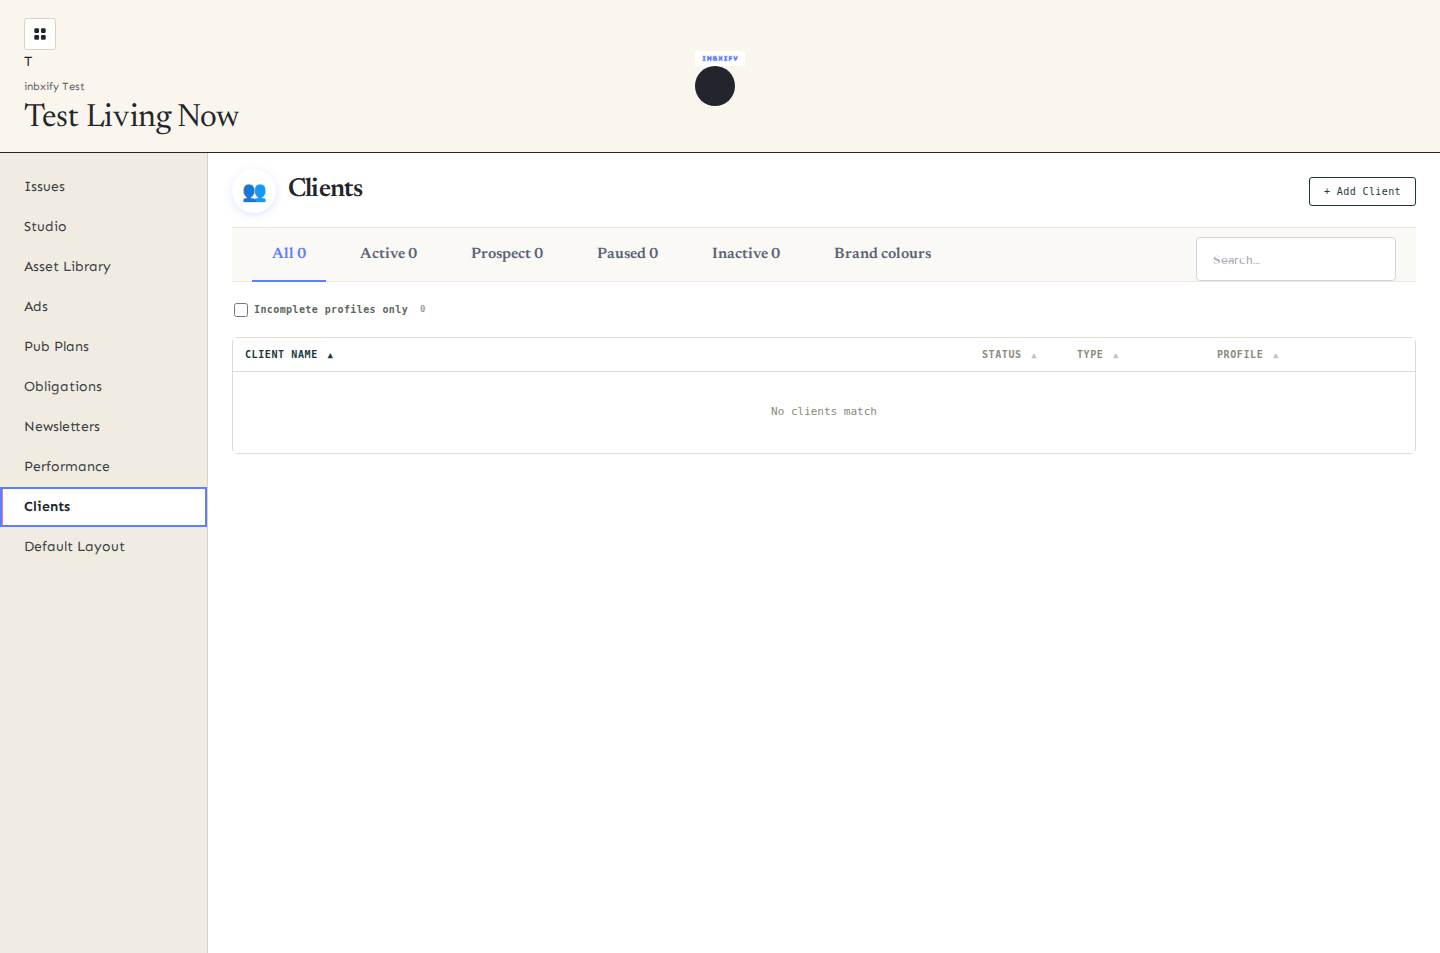 T
inbxify Test
Test Living Now
INBXIFY
Issues
Studio
Asset Library
Ads
Pub Plans
Obligations
Newsletters
Performance
Clients
Default Layout
Clients
+ Add Client
All 0 Active 0 Prospect 0 Paused 0 Inactive 0 Brand colours
Search…
Incomplete profiles only 0
CLIENT NAME ▲ STATUS ▲ TYPE ▲ PROFILE ▲
No clients match